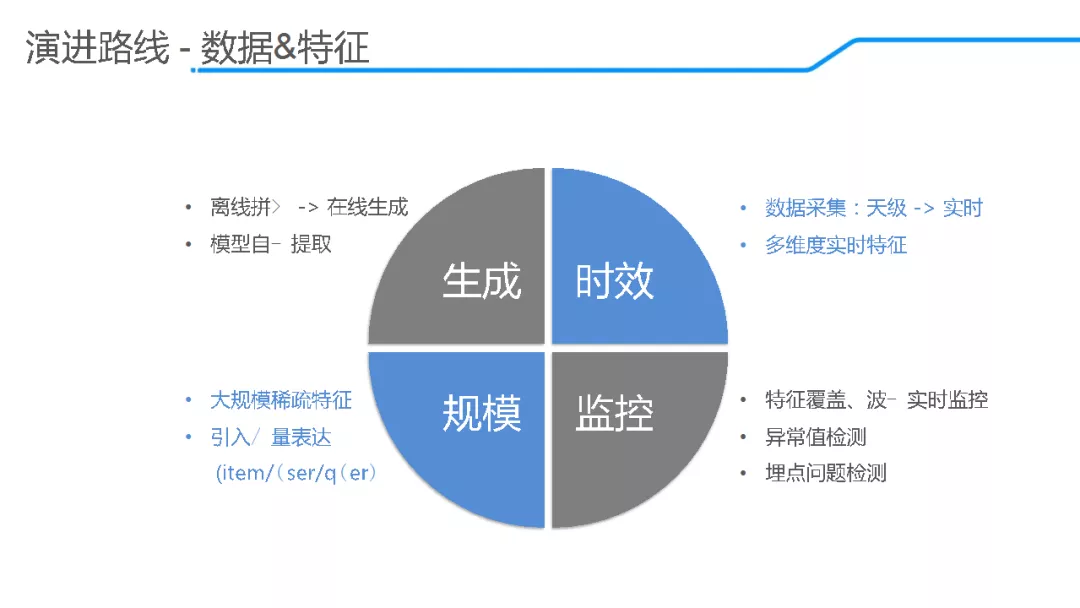 演进路线 - 数据&特征
离线拼> -> 在线生成
模型自- 提取
生成
时效
数据采集：天级 -> 实时
多维度实时特征
大规模稀疏特征
引入/ 量表达
(item/(ser/q(er)
规模
监控
特征覆盖、波- 实时监控
异常值检测
埋点问题检测